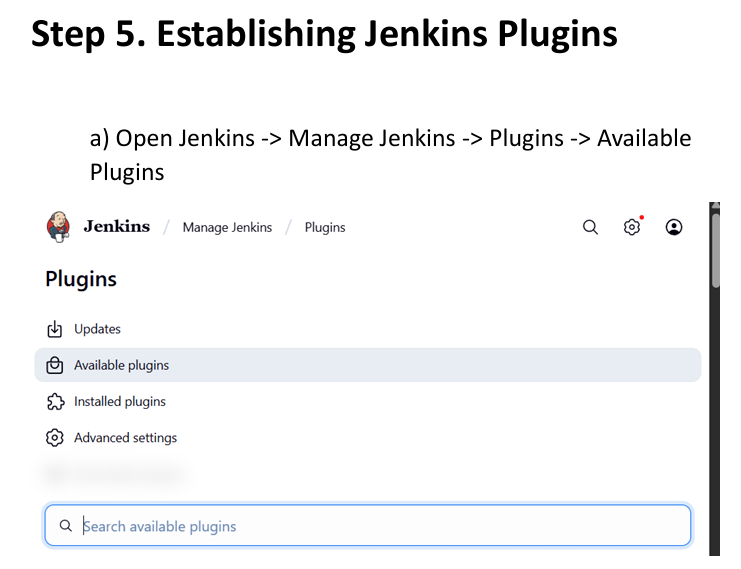 Step 5. Establishing Jenkins Plugins
a) Open Jenkins -> Manage Jenkins -> Plugins -> Available
Plugins
Jenkins / Manage Jenkins / Plugins
Plugins
Updates
Available plugins
Installed plugins
Advanced settings
Search available plugins